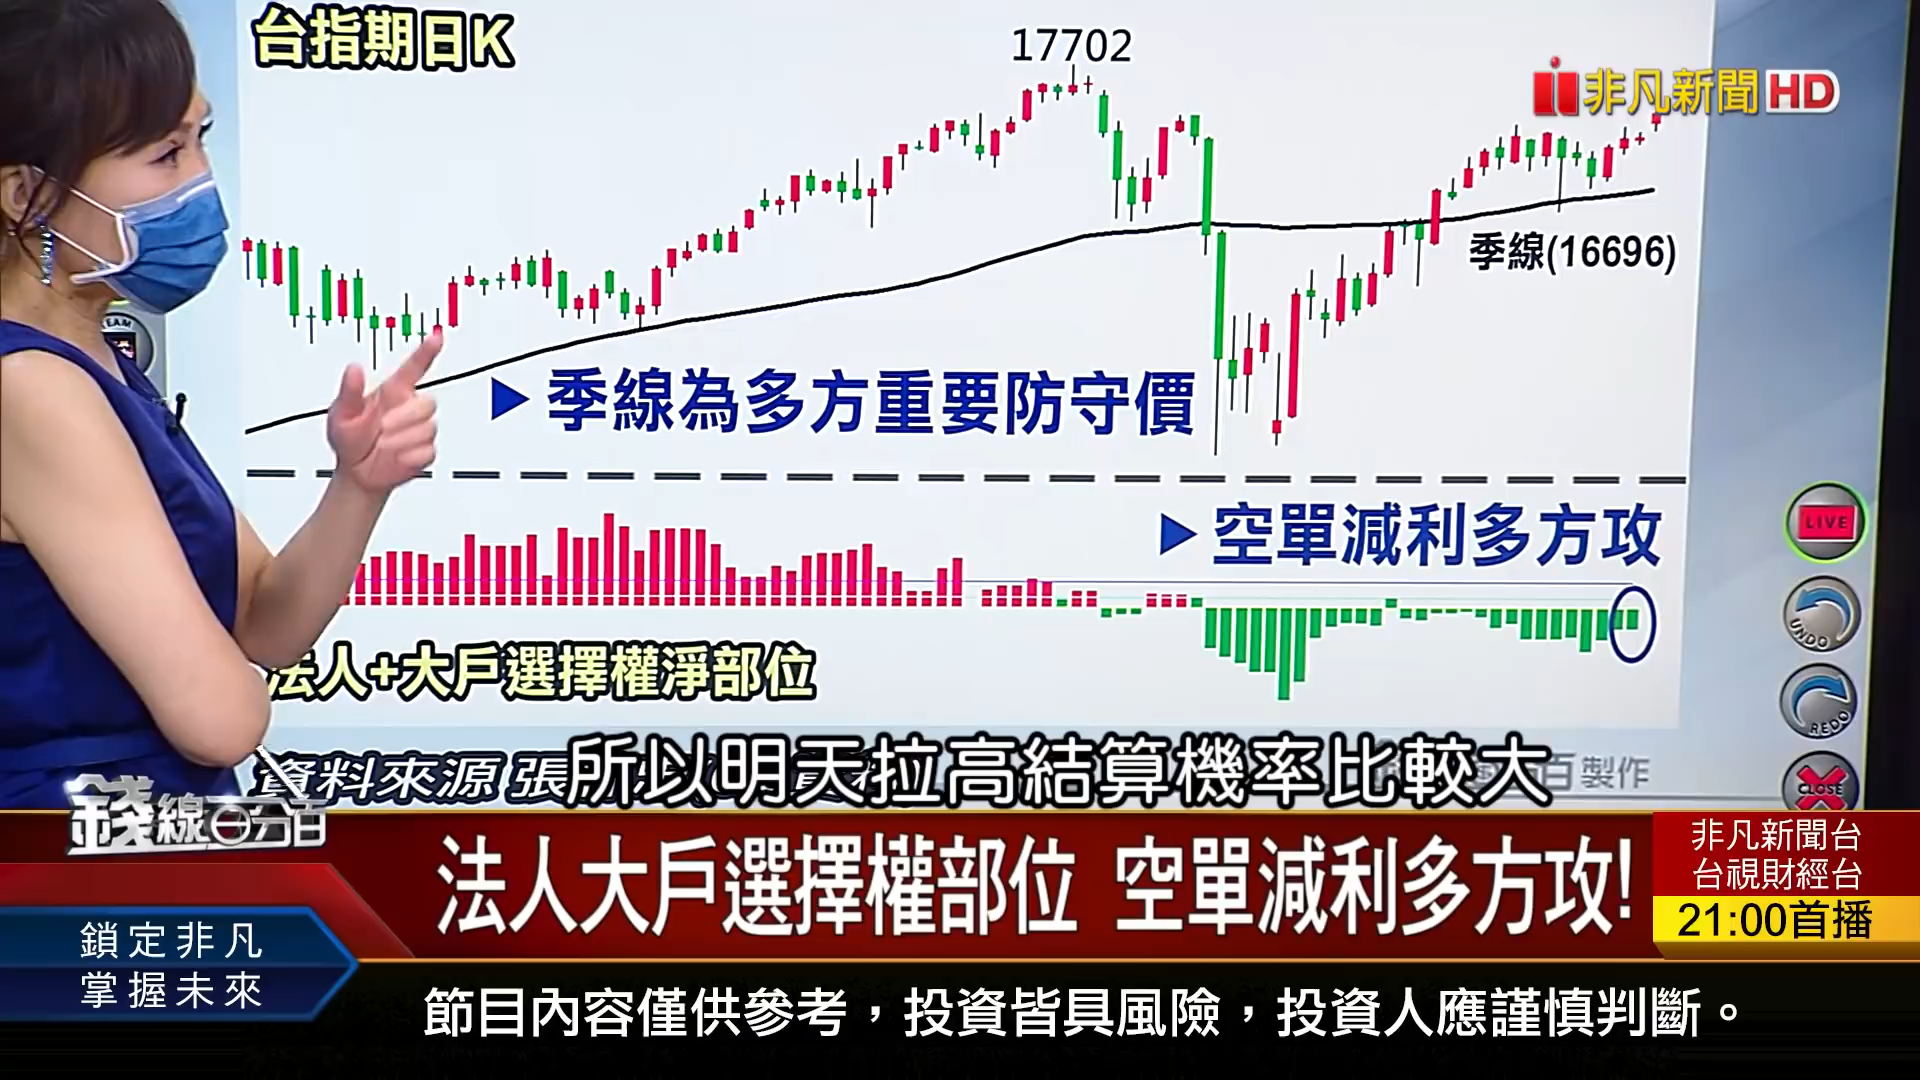 台指期日K
17702
非凡新聞HD
季線(16696)
▶季線為多方重要防守價
▶空單減利多方攻
LIVE
UNDO
REDO
CLOSE
法人+大戶選擇權淨部位
資料來源 張
製作
所以明天拉高結算機率比較大
錢線百分百
法人大戶選擇權部位 空單減利多方攻!
非凡新聞台
台視財經台
21:00首播
鎖定非凡
掌握未來
節目內容僅供參考，投資皆具風險，投資人應謹慎判斷。